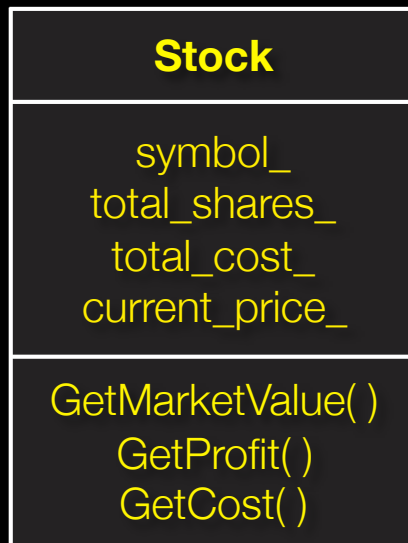 Stock
symbol_
total_shares_
total_cost_
current_price_
GetMarketValue( )
GetProfit( )
GetCost( )